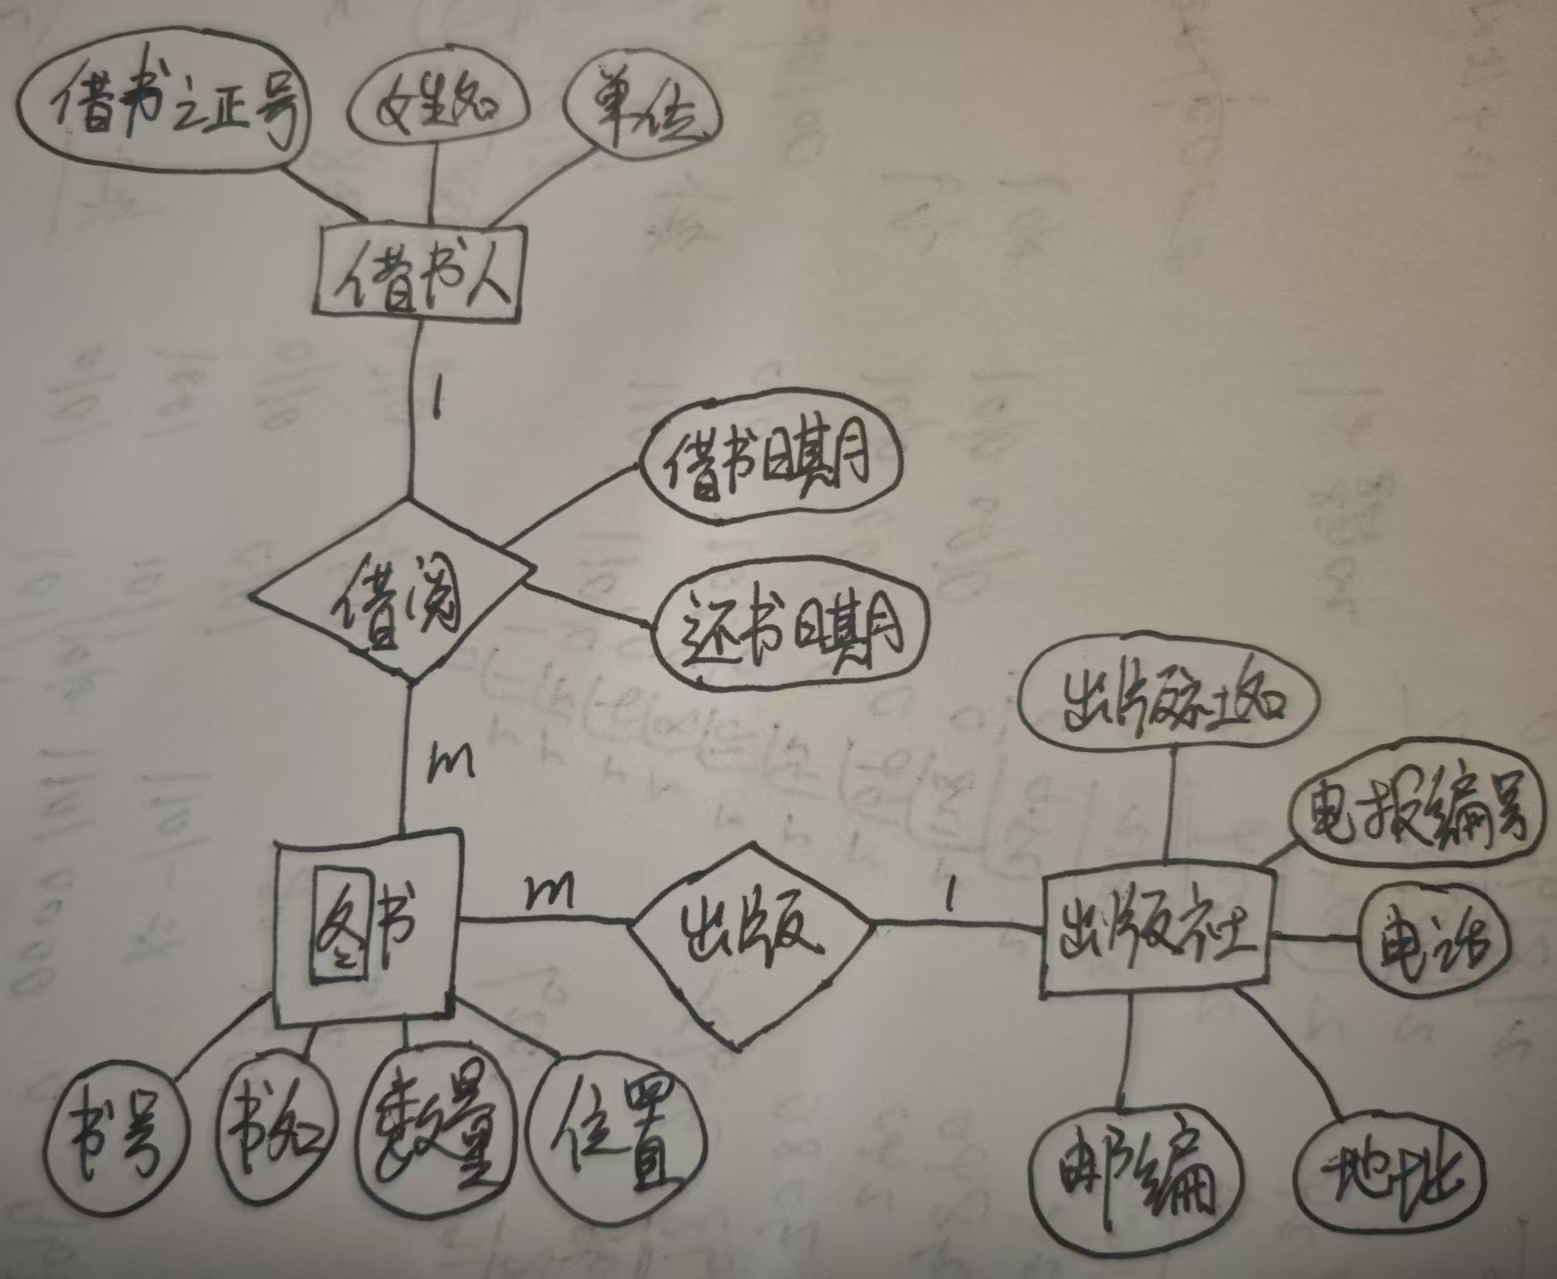 借书证号
姓名
单位
借书人
1
借书日期
借阅
还书日期
m
出版社名
电报编号
图书
m
出版
1
出版社
电话
书号
书名
数量
位置
邮编
地址